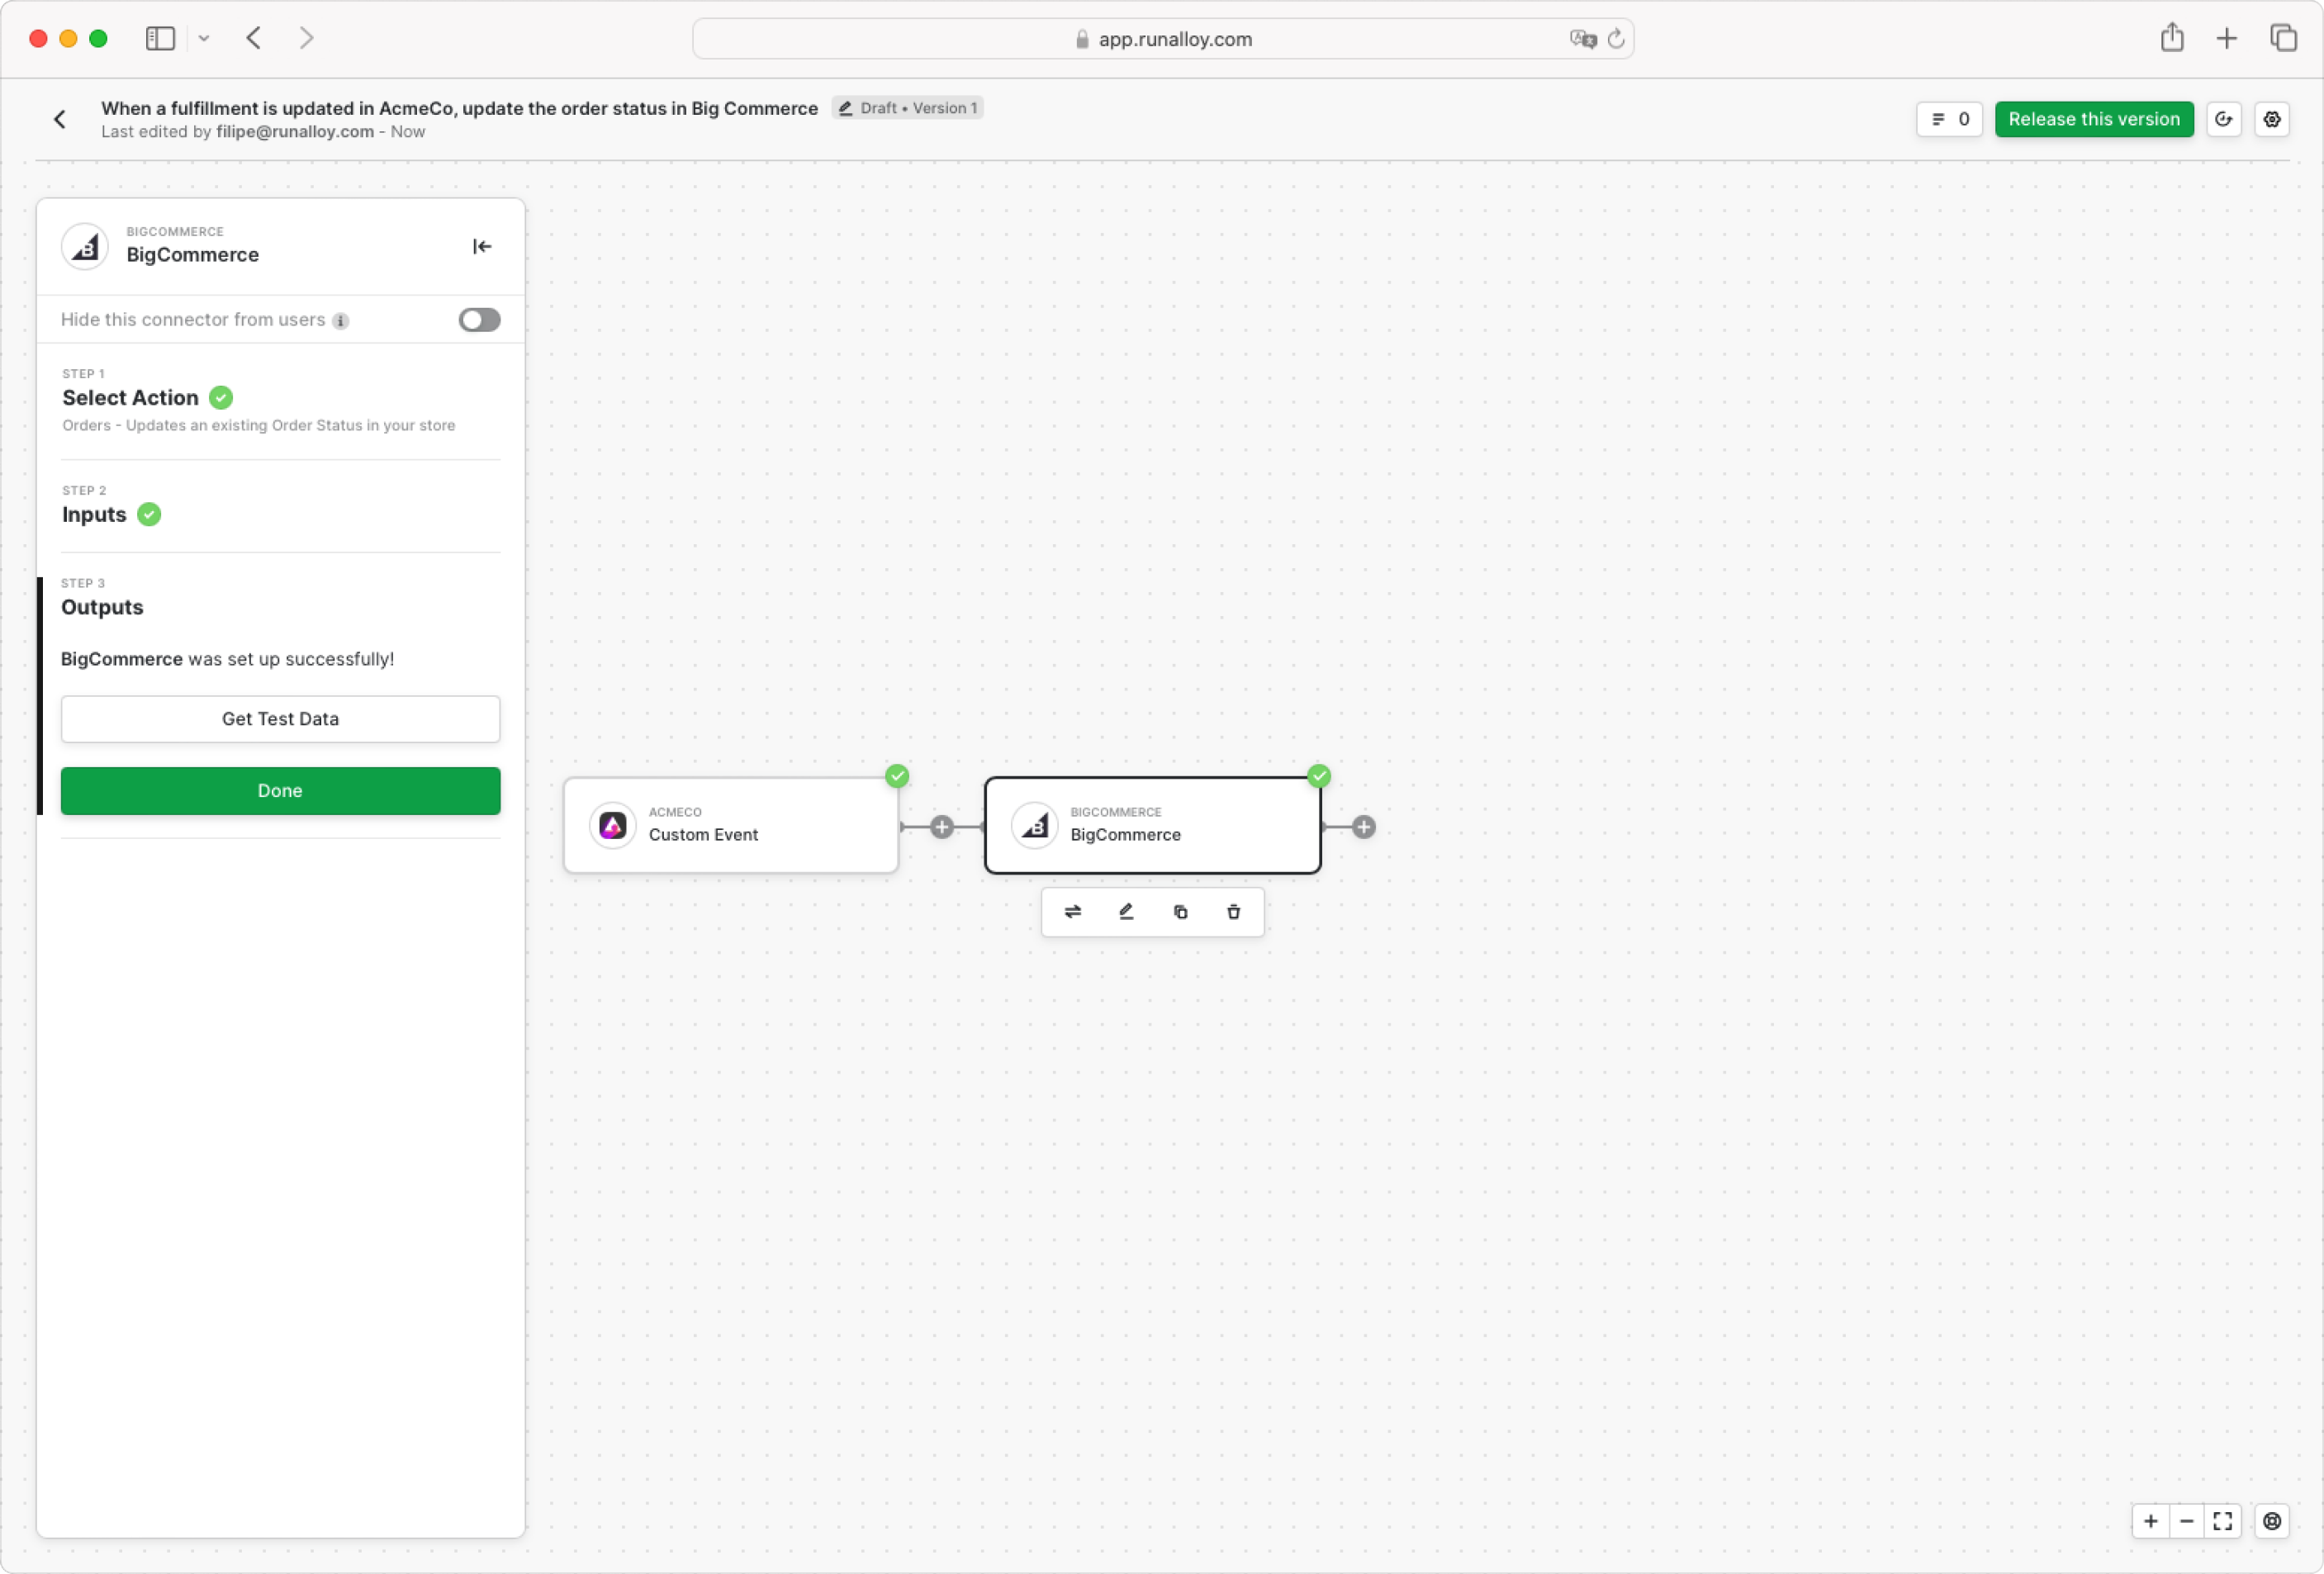 app.runalloy.com
When a fulfillment is updated in AcmeCo, update the order status in Big Commerce
Draft • Version 1
Last edited by filipe@runalloy.com - Now
0
Release this version
BIGCOMMERCE
BigCommerce
Hide this connector from users
STEP 1
Select Action
Orders - Updates an existing Order Status in your store
STEP 2
Inputs
STEP 3
Outputs
BigCommerce was set up successfully!
Get Test Data
Done
ACMECO
Custom Event
BIGCOMMERCE
BigCommerce